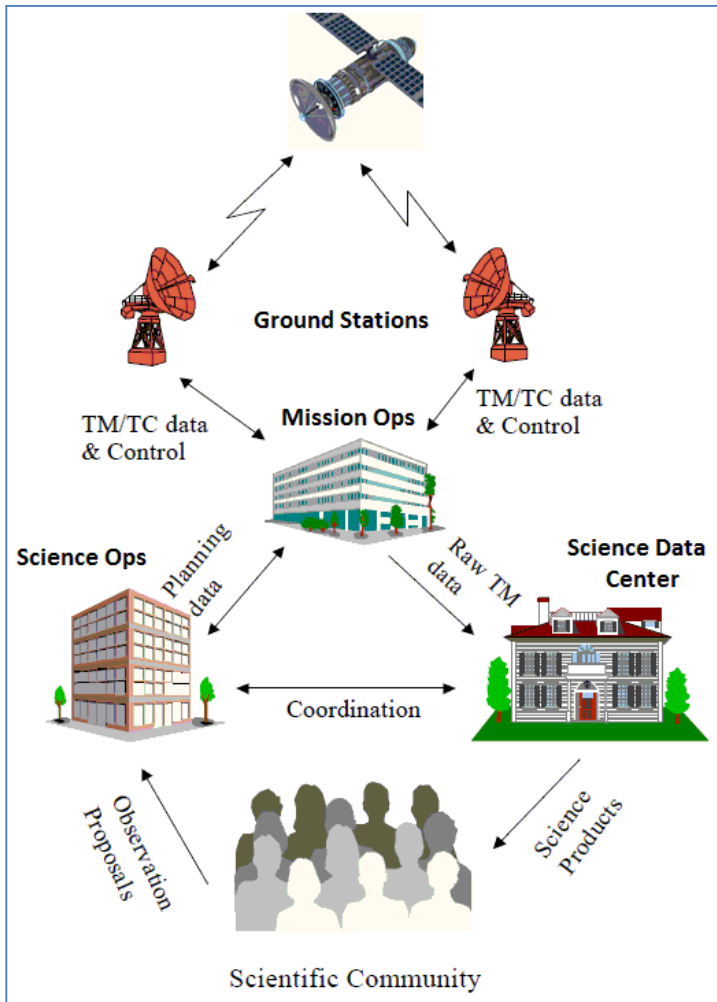 Ground Stations
TM/TC data
& Control
TM/TC data
& Control
Mission Ops
Science Ops
Planning
data
Raw TM
data
Science Data
Center
Coordination
Observation
Proposals
Science
Products
Scientific Community